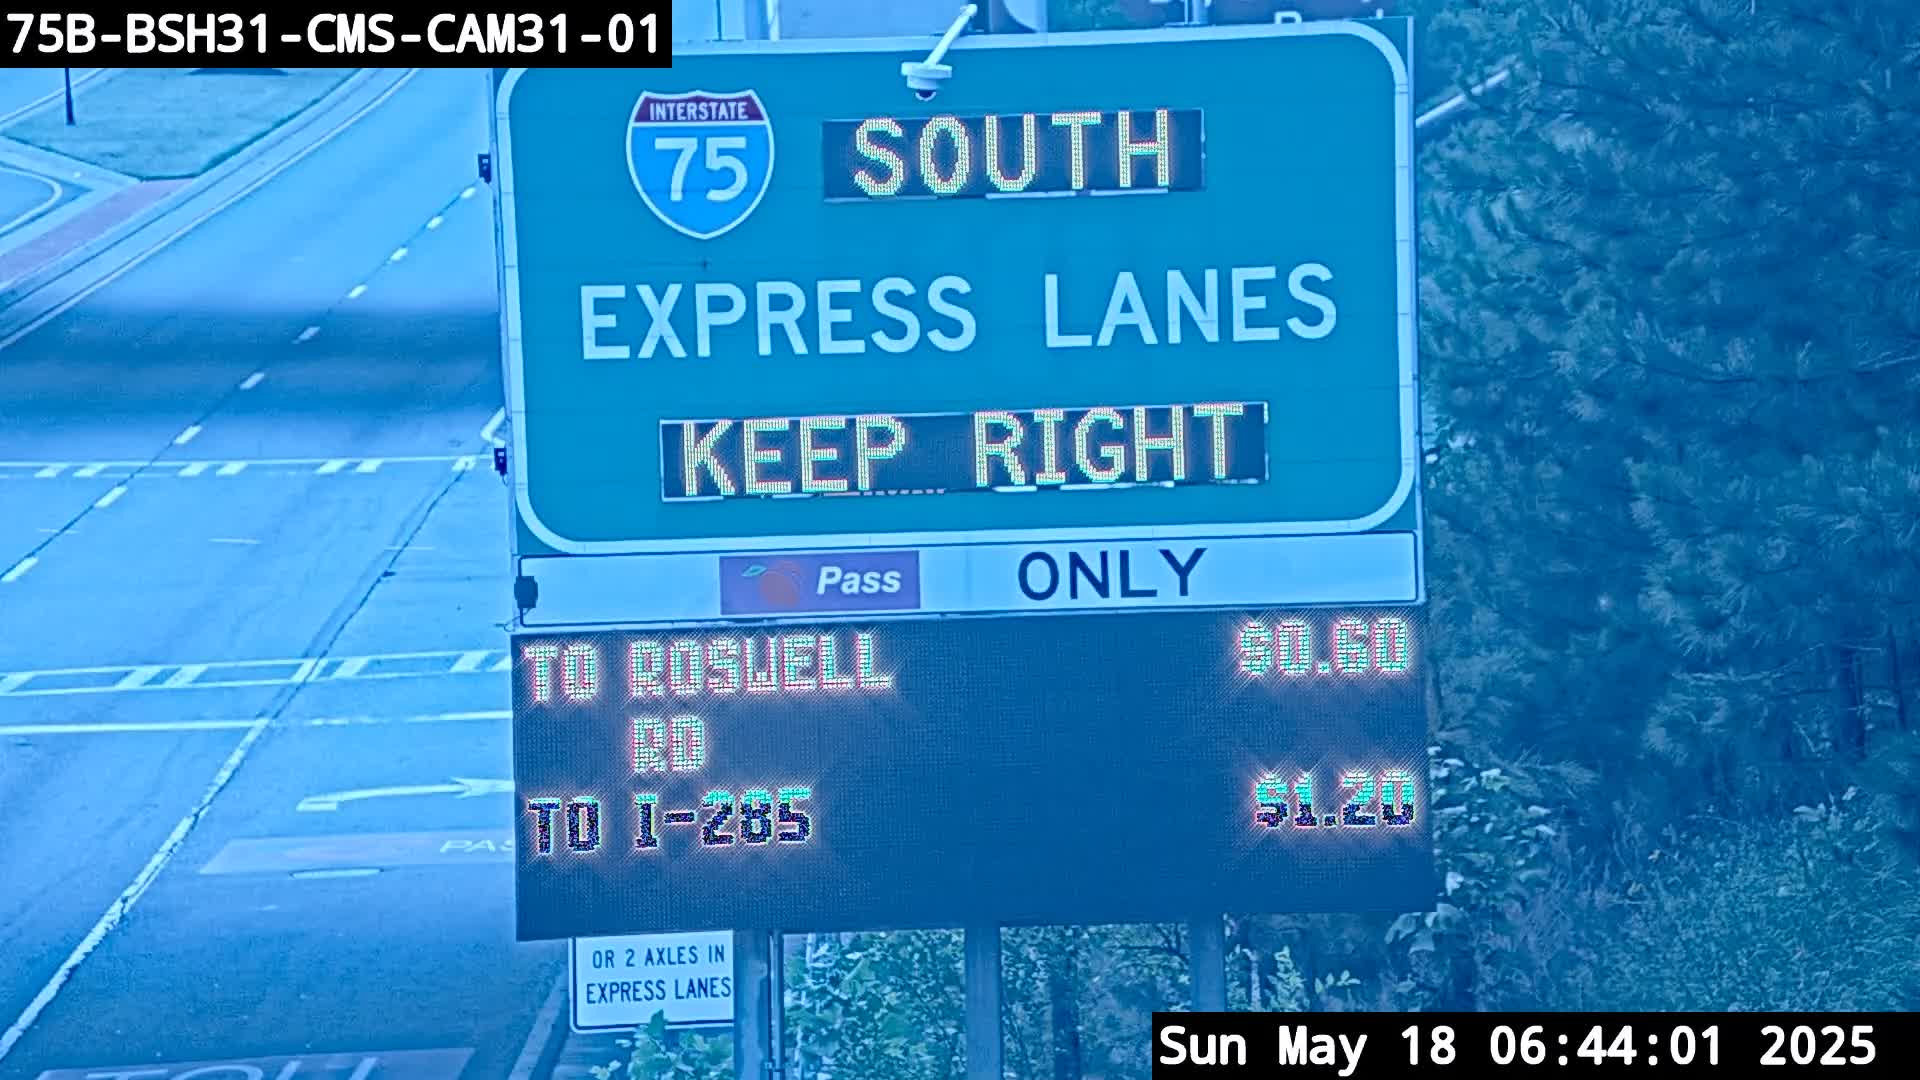 75B-BSH31-CMS-CAM31-01
INTERSTATE
75
SOUTH
EXPRESS LANES
KEEP RIGHT
Pass ONLY
TO ROSWELL $0.60
RD
TO I-285 $1.20
OR 2 AXLES IN
EXPRESS LANES
Sun May 18 06:44:01 2025